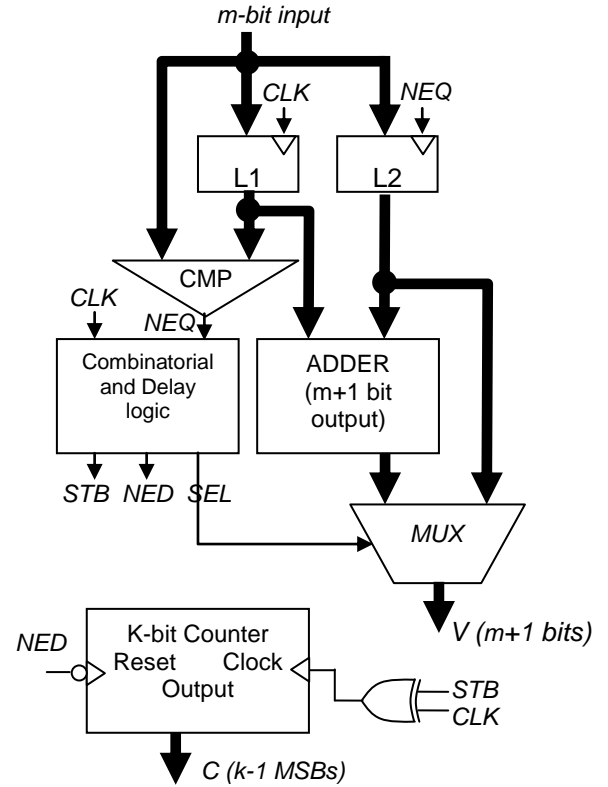 m-bit input
CLK
NEQ
L1
L2
CMP
CLK
NEQ
Combinatorial
and Delay
logic
ADDER
(m+1 bit
output)
STB NED SEL
MUX
V (m+1 bits)
NED
K-bit Counter
Reset Clock
Output
STB
CLK
C (k-1 MSBs)